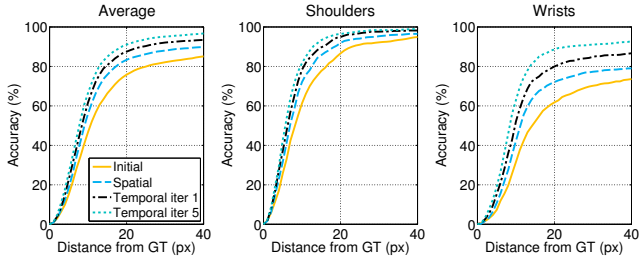 Average
Accuracy (%)
100
80
60
40
20
0
0 20 40
Distance from GT (px)
Initial
Spatial
Temporal iter 1
Temporal iter 5
Shoulders
Accuracy (%)
100
80
60
40
20
0
0 20 40
Distance from GT (px)
Wrists
Accuracy (%)
100
80
60
40
20
0
0 20 40
Distance from GT (px)